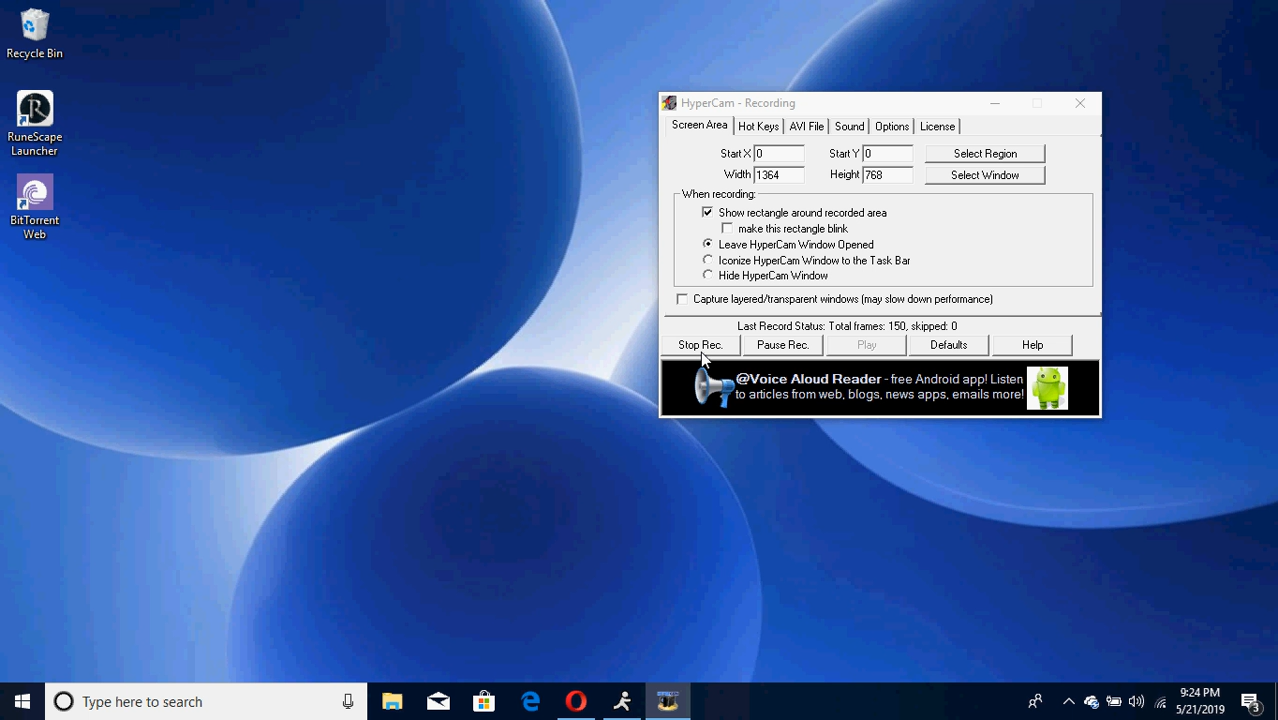 Recycle Bin
RuneScape
Launcher
BitTorrent
Web
HyperCam - Recording
Screen Area
Hot Keys
AVI File
Sound
Options
License
Start X 0
Start Y 0
Select Region
Width 1364
Height 768
Select Window
When recording:
Show rectangle around recorded area
make this rectangle blink
Leave HyperCam Window Opened
Iconize HyperCam Window to the Task Bar
Hide HyperCam Window
Capture layered/transparent windows (may slow down performance)
Last Record Status: Total frames: 150, skipped: 0
Stop Rec.
Pause Rec.
Play
Defaults
Help
@Voice Aloud Reader - free Android app! Listen
to articles from web, blogs, news apps, emails more!
Type here to search
9:24 PM
5/21/2019
3